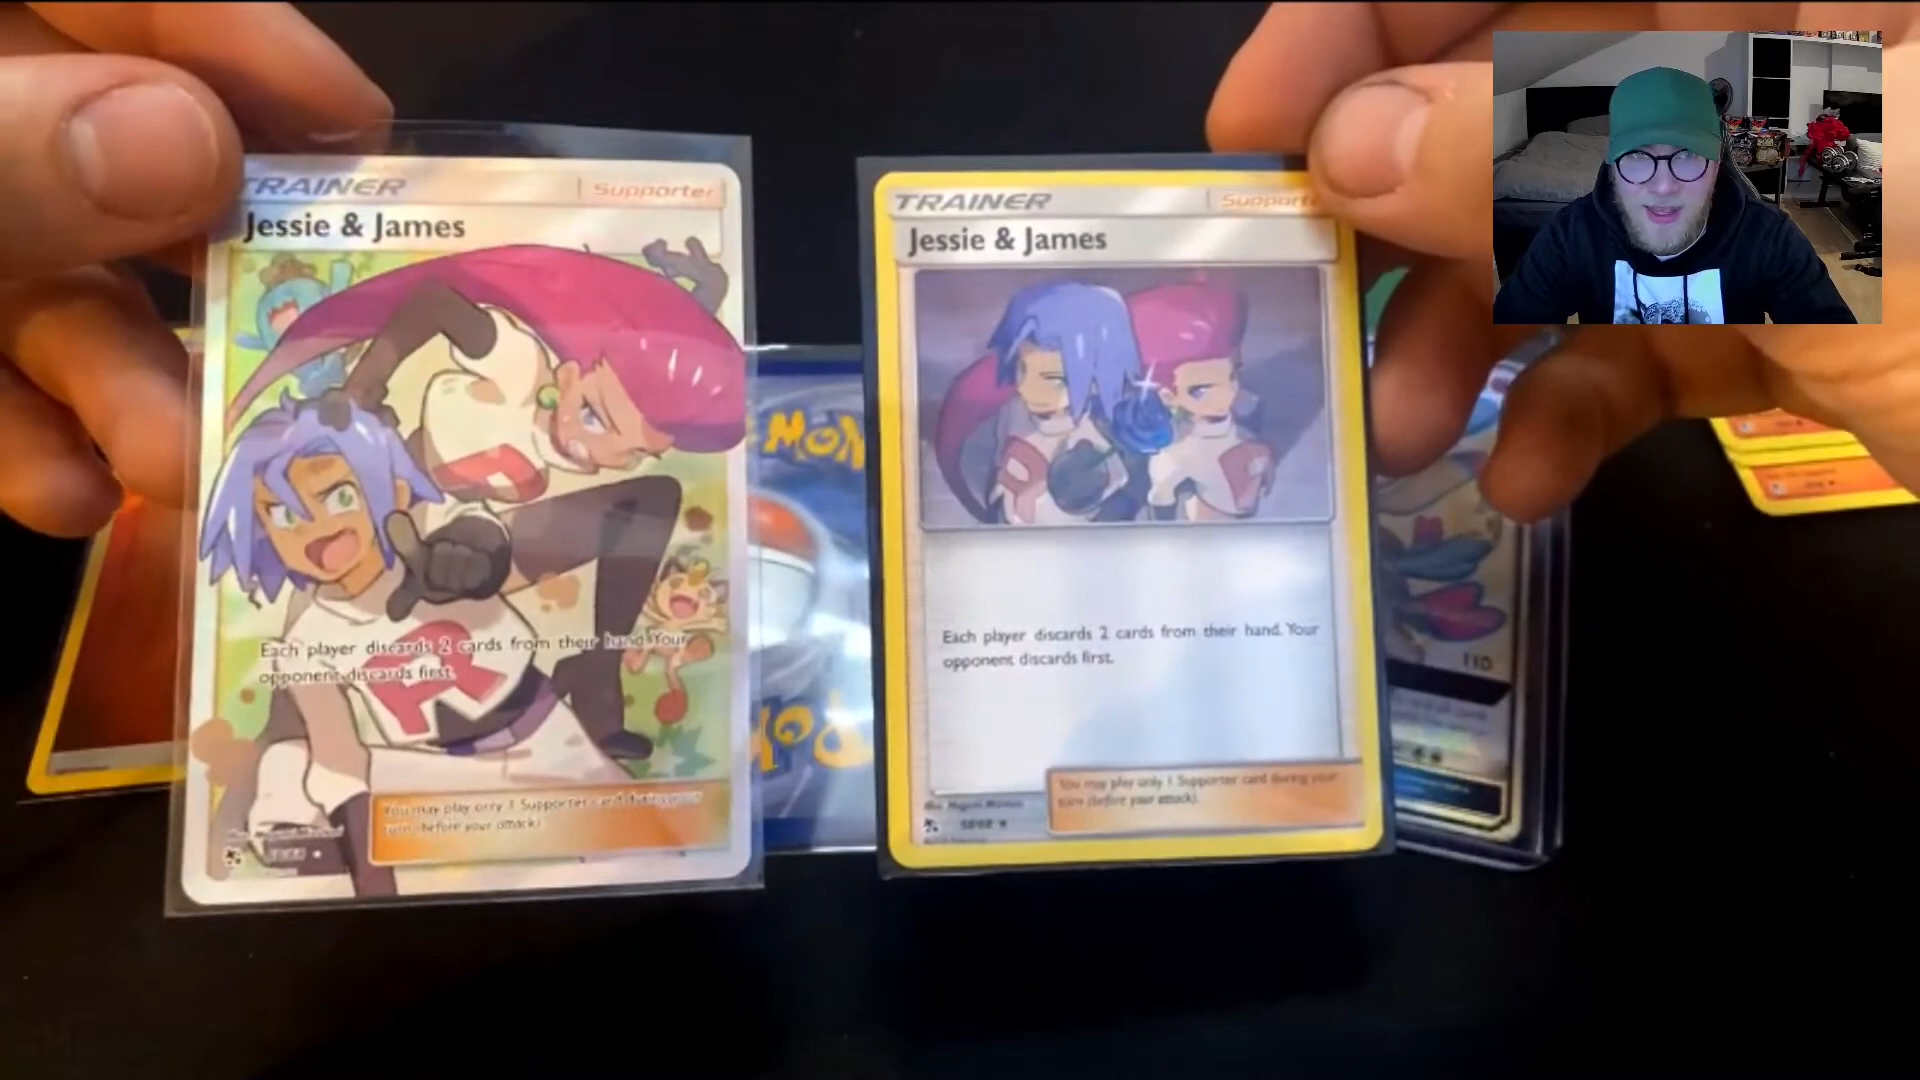 TRAINER
Supporter
Jessie & James
Each player discards 2 cards from their hand. Your
opponent discards first.
You may play only 1 Supporter card during your
turn (before your attack).
TRAINER
Jessie & James
Each player discards 2 cards from their hand. Your
opponent discards first.
You may play only 1 Supporter card during your
turn (before your attack).
58/68
110